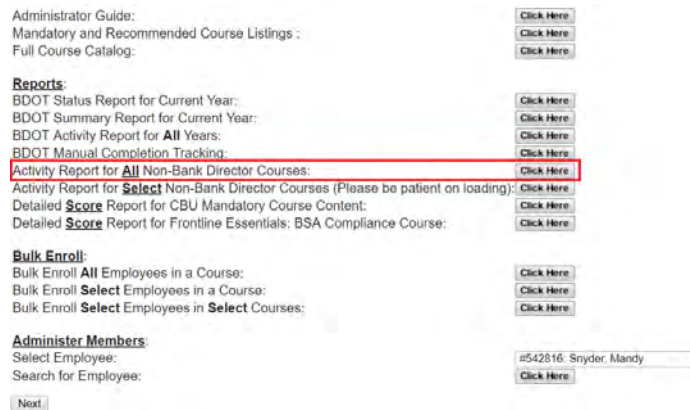 Administrator Guide: Click Here
Mandatory and Recommended Course Listings : Click Here
Full Course Catalog: Click Here
Reports:
BDOT Status Report for Current Year: Click Here
BDOT Summary Report for Current Year: Click Here
BDOT Activity Report for All Years: Click Here
BDOT Manual Completion Tracking: Click Here
Activity Report for All Non-Bank Director Courses: Click Here
Activity Report for Select Non-Bank Director Courses (Please be patient on loading): Click Here
Detailed Score Report for CBU Mandatory Course Content: Click Here
Detailed Score Report for Frontline Essentials: BSA Compliance Course: Click Here
Bulk Enroll:
Bulk Enroll All Employees in a Course: Click Here
Bulk Enroll Select Employees in a Course: Click Here
Bulk Enroll Select Employees in Select Courses: Click Here
Administer Members:
Select Employee: #542816: Snyder, Mandy
Search for Employee: Click Here
Next